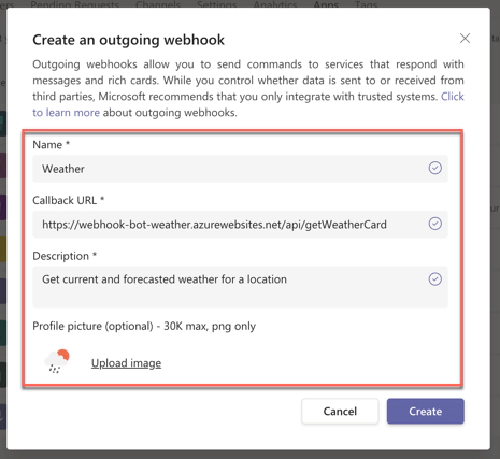 Pending Requests Channels Settings Analytics Apps Tags
Create an outgoing webhook
Outgoing webhooks allow you to send commands to services that respond with
messages and rich cards. While you control whether data is sent to or received from
third parties, Microsoft recommends that you only integrate with trusted systems. Click
to learn more about outgoing webhooks.
Name *
Weather
Callback URL *
https://webhook-bot-weather.azurewebsites.net/api/getWeatherCard
Description *
Get current and forecasted weather for a location
Profile picture (optional) - 30K max, png only
Upload image
Cancel Create